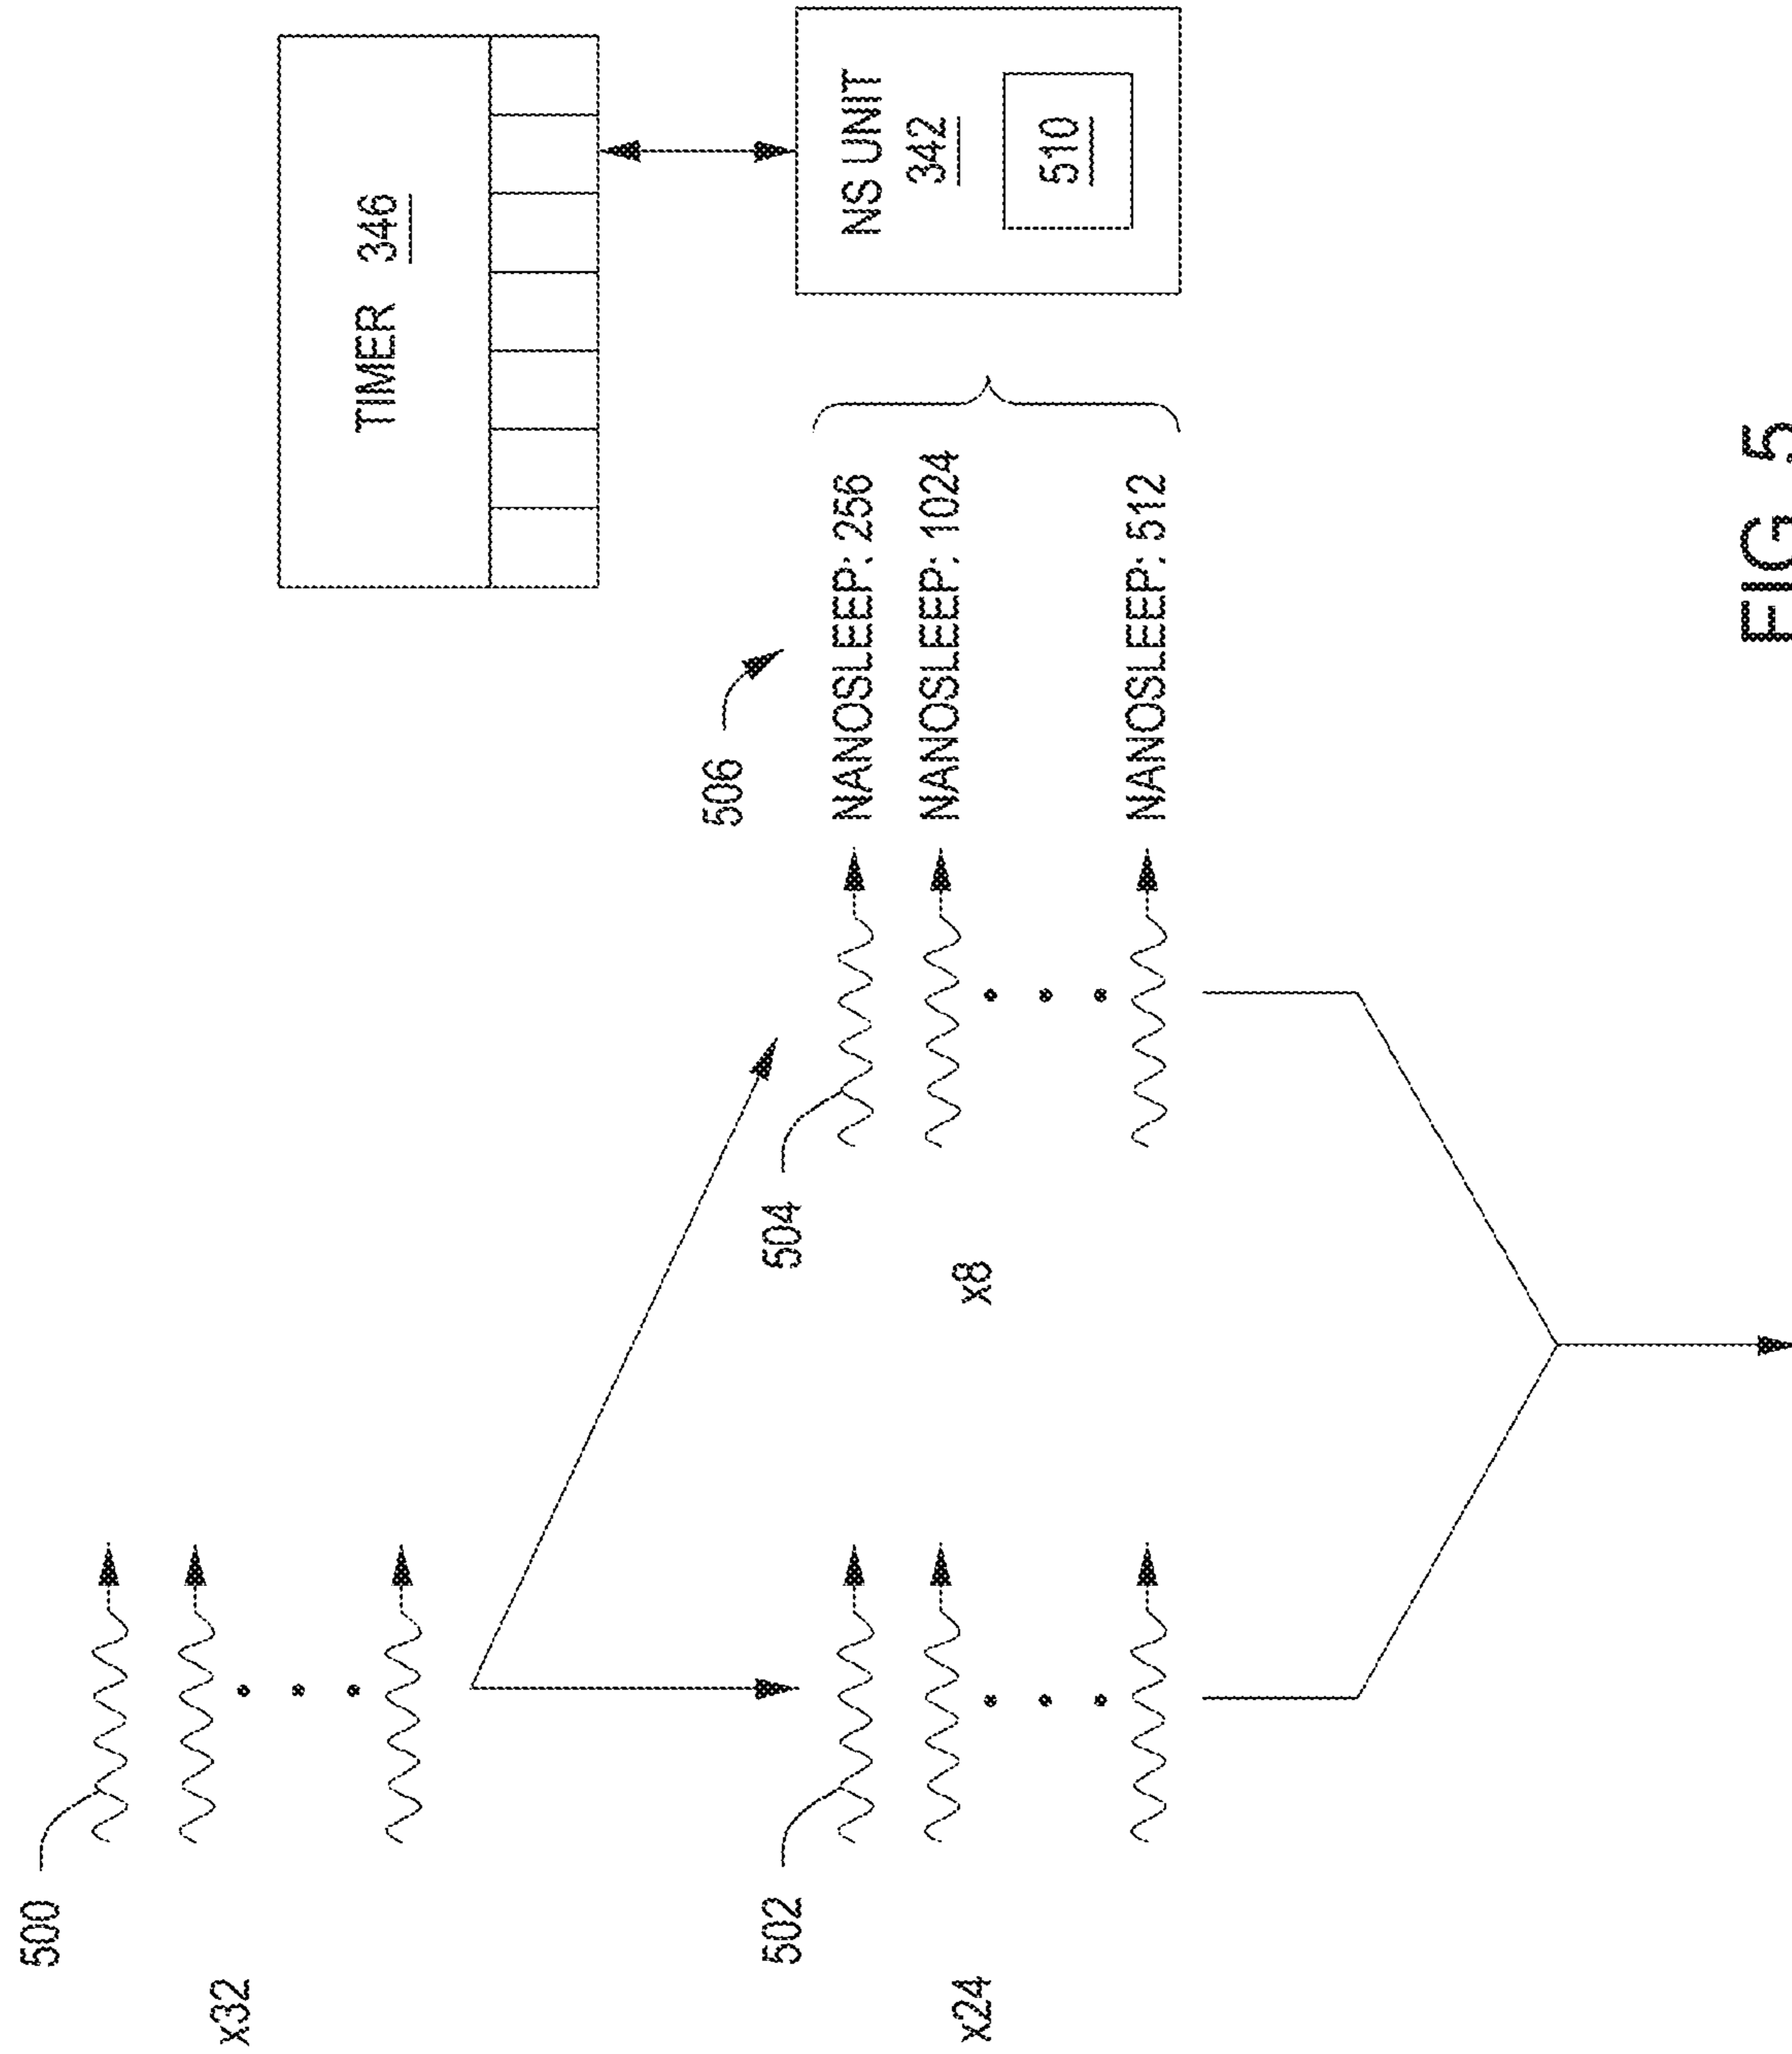 500
x32
TIMER 346
502
x24
504
x8
506
NANOSLEEP: 256
NANOSLEEP: 1024
NANOSLEEP: 512
NS UNIT
342
510
FIG. 5